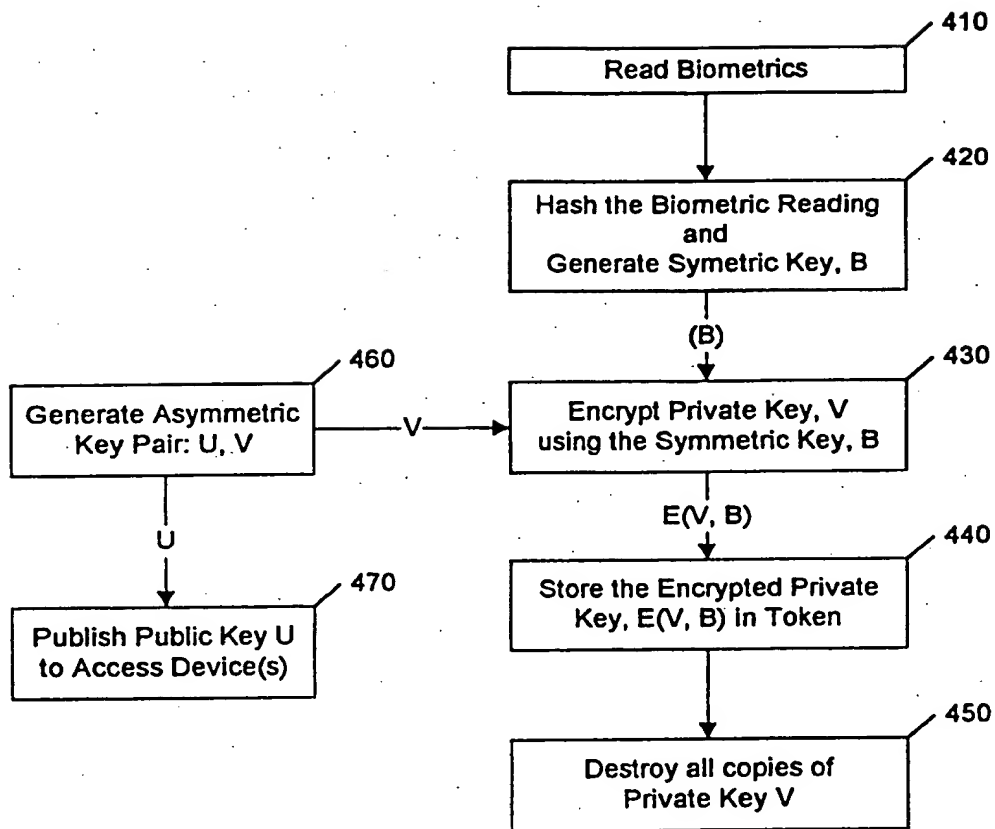 410
Read Biometrics
420
Hash the Biometric Reading
and
Generate Symetric Key, B
(B)
460
430
Generate Asymmetric
Key Pair: U, V
V
Encrypt Private Key, V
using the Symmetric Key, B
U
E(V, B)
440
470
Store the Encrypted Private
Key, E(V, B) in Token
Publish Public Key U
to Access Device(s)
450
Destroy all copies of
Private Key V